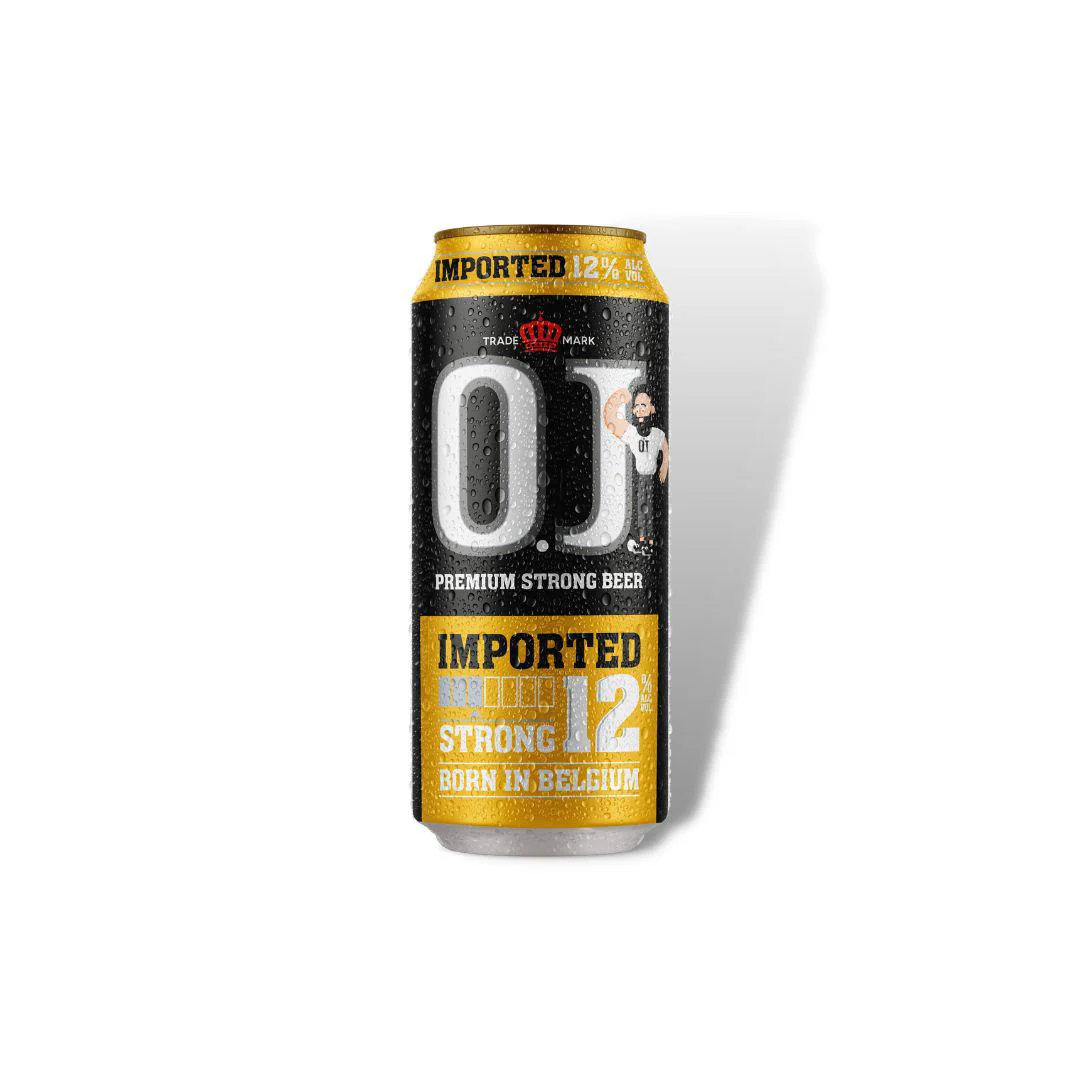 IMPORTED 12% ALC VOL
TRADE MARK
O.J.
OJ
PREMIUM STRONG BEER
IMPORTED
12 % ALC VOL
STRONG
BORN IN BELGIUM